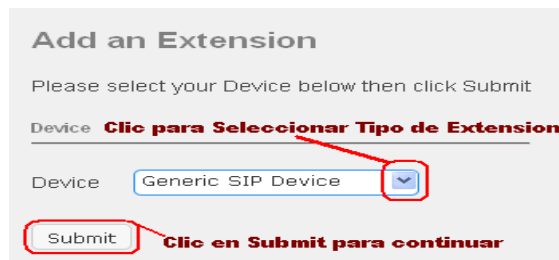 Add an Extension
Please select your Device below then click Submit
Device Clic para Seleccionar Tipo de Extension
Device Generic SIP Device
Submit Clic en Submit para continuar